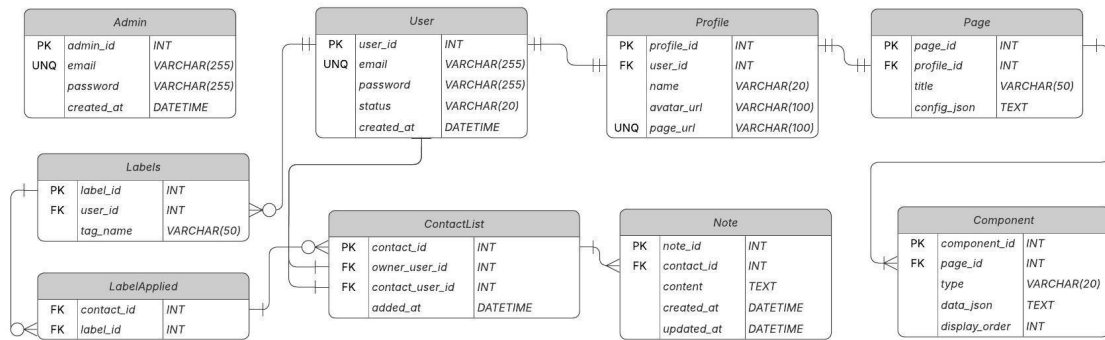 Admin
PK admin_id INT
UNQ email VARCHAR(255)
password VARCHAR(255)
created_at DATETIME
User
PK user_id INT
UNQ email VARCHAR(255)
password VARCHAR(255)
status VARCHAR(20)
created_at DATETIME
Profile
PK profile_id INT
FK user_id INT
name VARCHAR(20)
avatar_url VARCHAR(100)
UNQ page_url VARCHAR(100)
Page
PK page_id INT
FK profile_id INT
title VARCHAR(50)
config_json TEXT
Labels
PK label_id INT
FK user_id INT
tag_name VARCHAR(50)
ContactList
PK contact_id INT
FK owner_user_id INT
FK contact_user_id INT
added_at DATETIME
Note
PK note_id INT
FK contact_id INT
content TEXT
created_at DATETIME
updated_at DATETIME
Component
PK component_id INT
FK page_id INT
type VARCHAR(20)
data_json TEXT
display_order INT
LabelApplied
FK contact_id INT
FK label_id INT